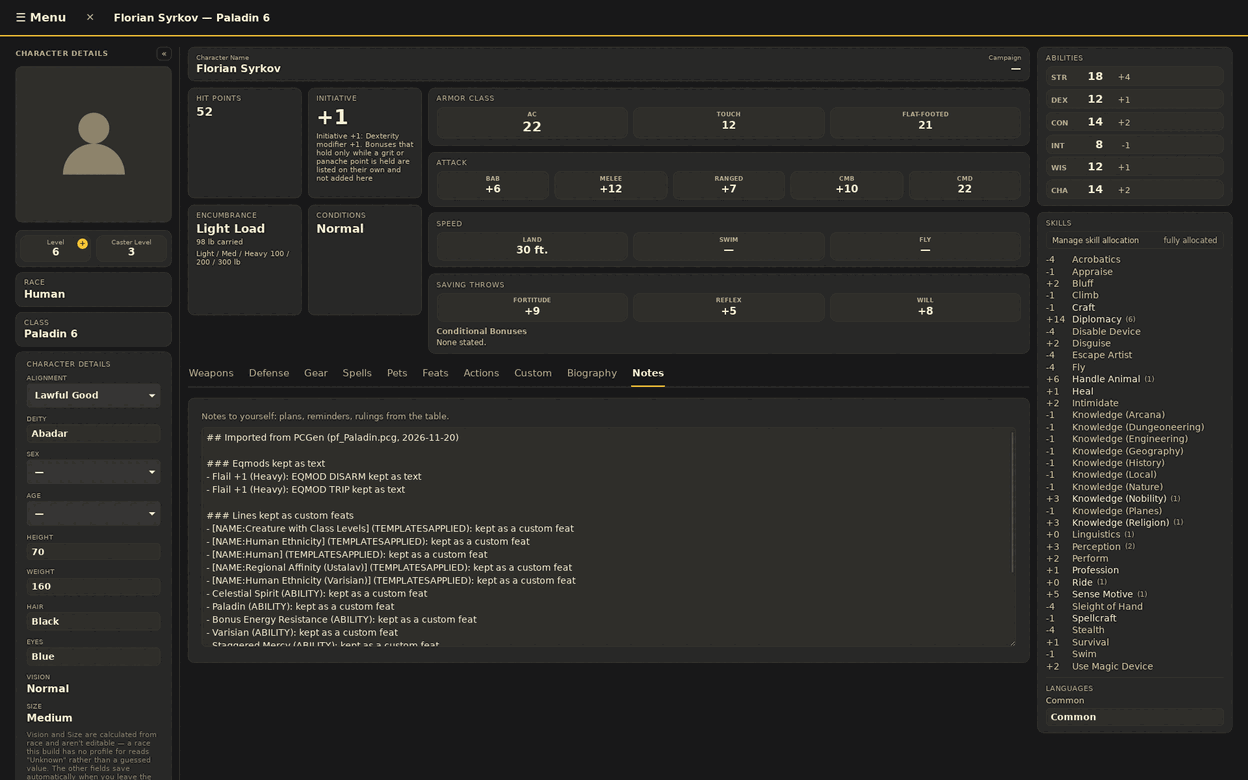 ☰ Menu
×
Florian Syrkov — Paladin 6
CHARACTER DETAILS
«
Level
6
+
Caster Level
3
RACE
Human
CLASS
Paladin 6
CHARACTER DETAILS
ALIGNMENT
Lawful Good
DEITY
Abadar
SEX
—
AGE
—
HEIGHT
70
WEIGHT
160
HAIR
Black
EYES
Blue
VISION
Normal
SIZE
Medium
Vision and Size are calculated from
race and aren't editable — a race
this build has no profile for reads
"Unknown" rather than a guessed
value. The other fields save
automatically when you leave the
Character Name
Florian Syrkov
Campaign
—
HIT POINTS
52
INITIATIVE
+1
Initiative +1: Dexterity
modifier +1. Bonuses that
hold only while a grit or
panache point is held are
listed on their own and
not added here
ENCUMBRANCE
Light Load
98 lb carried
Light / Med / Heavy 100 /
200 / 300 lb
CONDITIONS
Normal
ARMOR CLASS
AC
22
TOUCH
12
FLAT-FOOTED
21
ATTACK
BAB
+6
MELEE
+12
RANGED
+7
CMB
+10
CMD
22
SPEED
LAND
30 ft.
SWIM
—
FLY
—
SAVING THROWS
FORTITUDE
+9
REFLEX
+5
WILL
+8
Conditional Bonuses
None stated.
Weapons Defense Gear Spells Pets Feats Actions Custom Biography Notes
Notes to yourself: plans, reminders, rulings from the table.
## Imported from PCGen (pf_Paladin.pcg, 2026-11-20)
### Eqmods kept as text
- Flail +1 (Heavy): EQMOD DISARM kept as text
- Flail +1 (Heavy): EQMOD TRIP kept as text
### Lines kept as custom feats
- [NAME:Creature with Class Levels] (TEMPLATESAPPLIED): kept as a custom feat
- [NAME:Human Ethnicity] (TEMPLATESAPPLIED): kept as a custom feat
- [NAME:Human] (TEMPLATESAPPLIED): kept as a custom feat
- [NAME:Regional Affinity (Ustalav)] (TEMPLATESAPPLIED): kept as a custom feat
- [NAME:Human Ethnicity (Varisian)] (TEMPLATESAPPLIED): kept as a custom feat
- Celestial Spirit (ABILITY): kept as a custom feat
- Paladin (ABILITY): kept as a custom feat
- Bonus Energy Resistance (ABILITY): kept as a custom feat
- Varisian (ABILITY): kept as a custom feat
- Staggered Mercy (ABILITY): kept as a custom feat
ABILITIES
STR 18 +4
DEX 12 +1
CON 14 +2
INT 8 -1
WIS 12 +1
CHA 14 +2
SKILLS
Manage skill allocation fully allocated
-4 Acrobatics
-1 Appraise
+2 Bluff
-1 Climb
-1 Craft
+14 Diplomacy (6)
-4 Disable Device
+2 Disguise
-4 Escape Artist
-4 Fly
+6 Handle Animal (1)
+1 Heal
+2 Intimidate
-1 Knowledge (Arcana)
-1 Knowledge (Dungeoneering)
-1 Knowledge (Engineering)
-1 Knowledge (Geography)
-1 Knowledge (History)
-1 Knowledge (Local)
-1 Knowledge (Nature)
+3 Knowledge (Nobility) (1)
-1 Knowledge (Planes)
+3 Knowledge (Religion) (1)
+0 Linguistics (1)
+3 Perception (2)
+2 Perform
+1 Profession
+0 Ride (1)
+5 Sense Motive (1)
-4 Sleight of Hand
-1 Spellcraft
-4 Stealth
+1 Survival
-1 Swim
+2 Use Magic Device
LANGUAGES
Common
Common